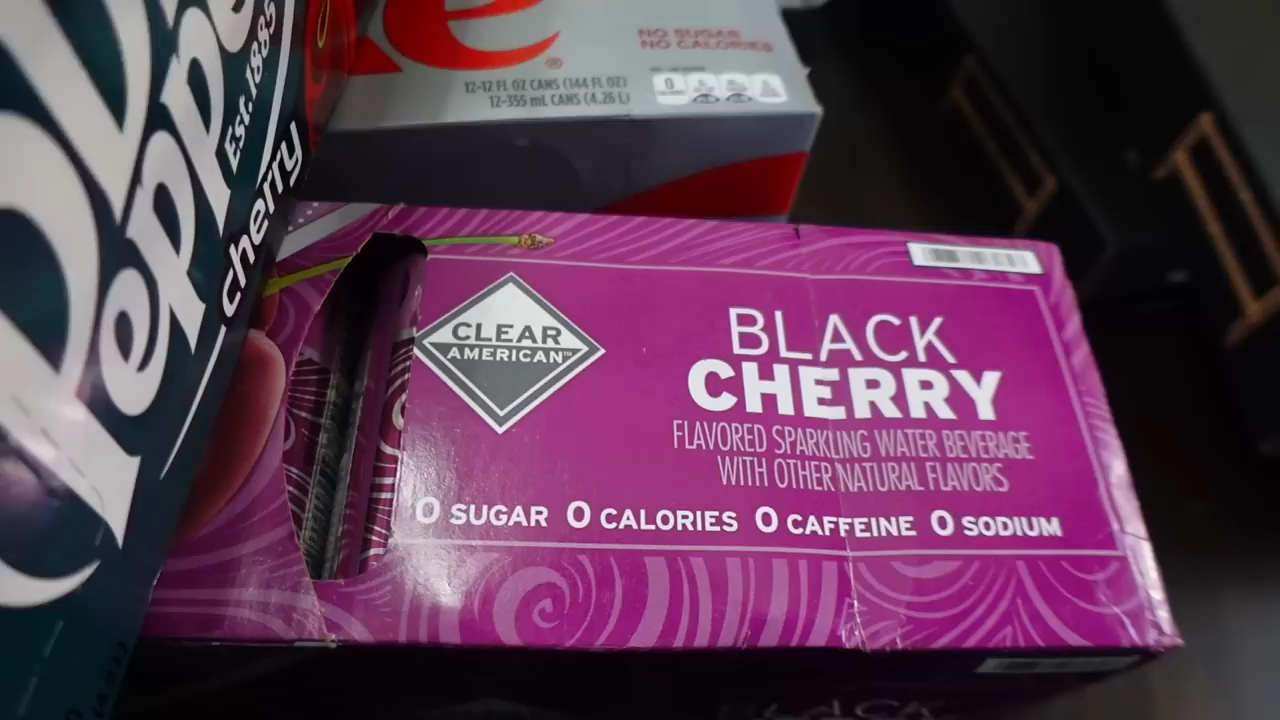 NO SUGAR
NO CALORIES
12-12 FL OZ CANS (144 FL OZ)
12-355 mL CANS (4.26 L)
0
Est. 1885
cherry
CLEAR
AMERICAN™
BLACK
CHERRY
FLAVORED SPARKLING WATER BEVERAGE
WITH OTHER NATURAL FLAVORS
0 SUGAR 0 CALORIES 0 CAFFEINE 0 SODIUM